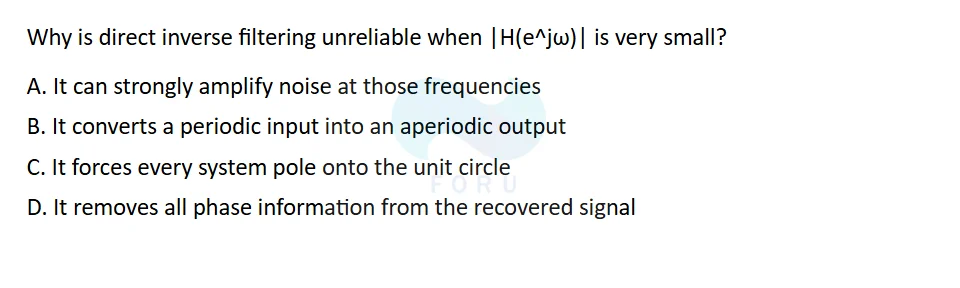 Why is direct inverse filtering unreliable when |H(e^jω)| is very small?
A. It can strongly amplify noise at those frequencies
B. It converts a periodic input into an aperiodic output
C. It forces every system pole onto the unit circle
FORU
D. It removes all phase information from the recovered signal